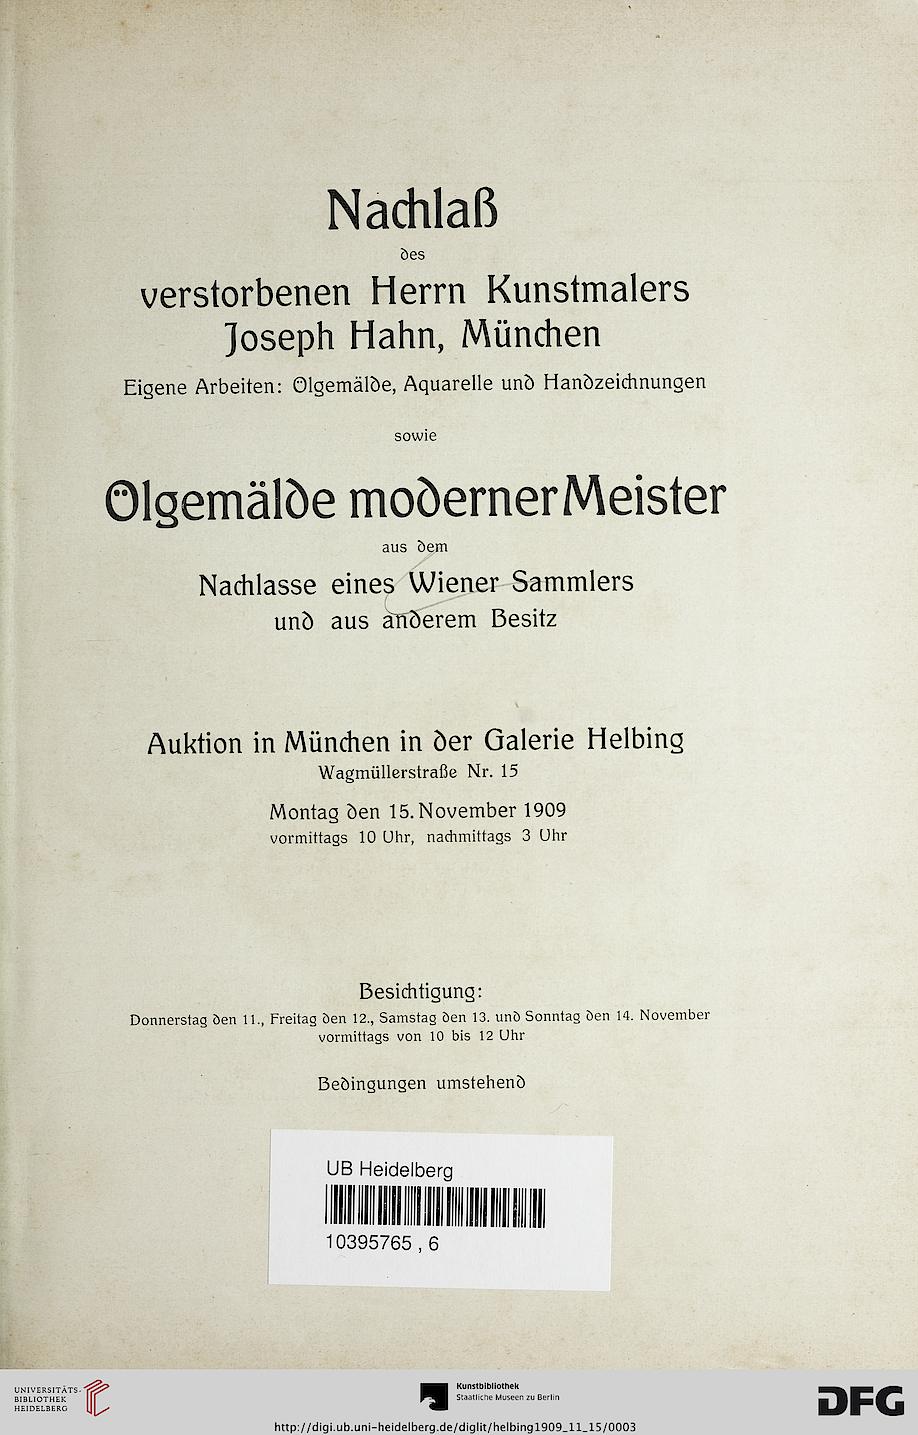 Nachlaß
des
verstorbenen Herrn Kunstmalers
Joseph Hahn, München
Eigene Arbeiten: Ölgemälde, Aquarelle und Handzeichnungen
sowie
Ölgemälde moderner Meister
aus dem
Nachlasse eines Wiener Sammlers
und aus anderem Besitz
Auktion in München in der Galerie Helbing
Wagmüllerstraße Nr. 15
Montag den 15. November 1909
vormittags 10 Uhr, nachmittags 3 Uhr
Besichtigung:
Donnerstag den 11., Freitag den 12., Samstag den 13. und Sonntag den 14. November
vormittags von 10 bis 12 Uhr
Bedingungen umstehend
UB Heidelberg
10395765 , 6
UNIVERSITÄTS-
BIBLIOTHEK
HEIDELBERG
Kunstbibliothek
Staatliche Museen zu Berlin
DFG
http://digi.ub.uni-heidelberg.de/diglit/helbing1909_11_15/0003